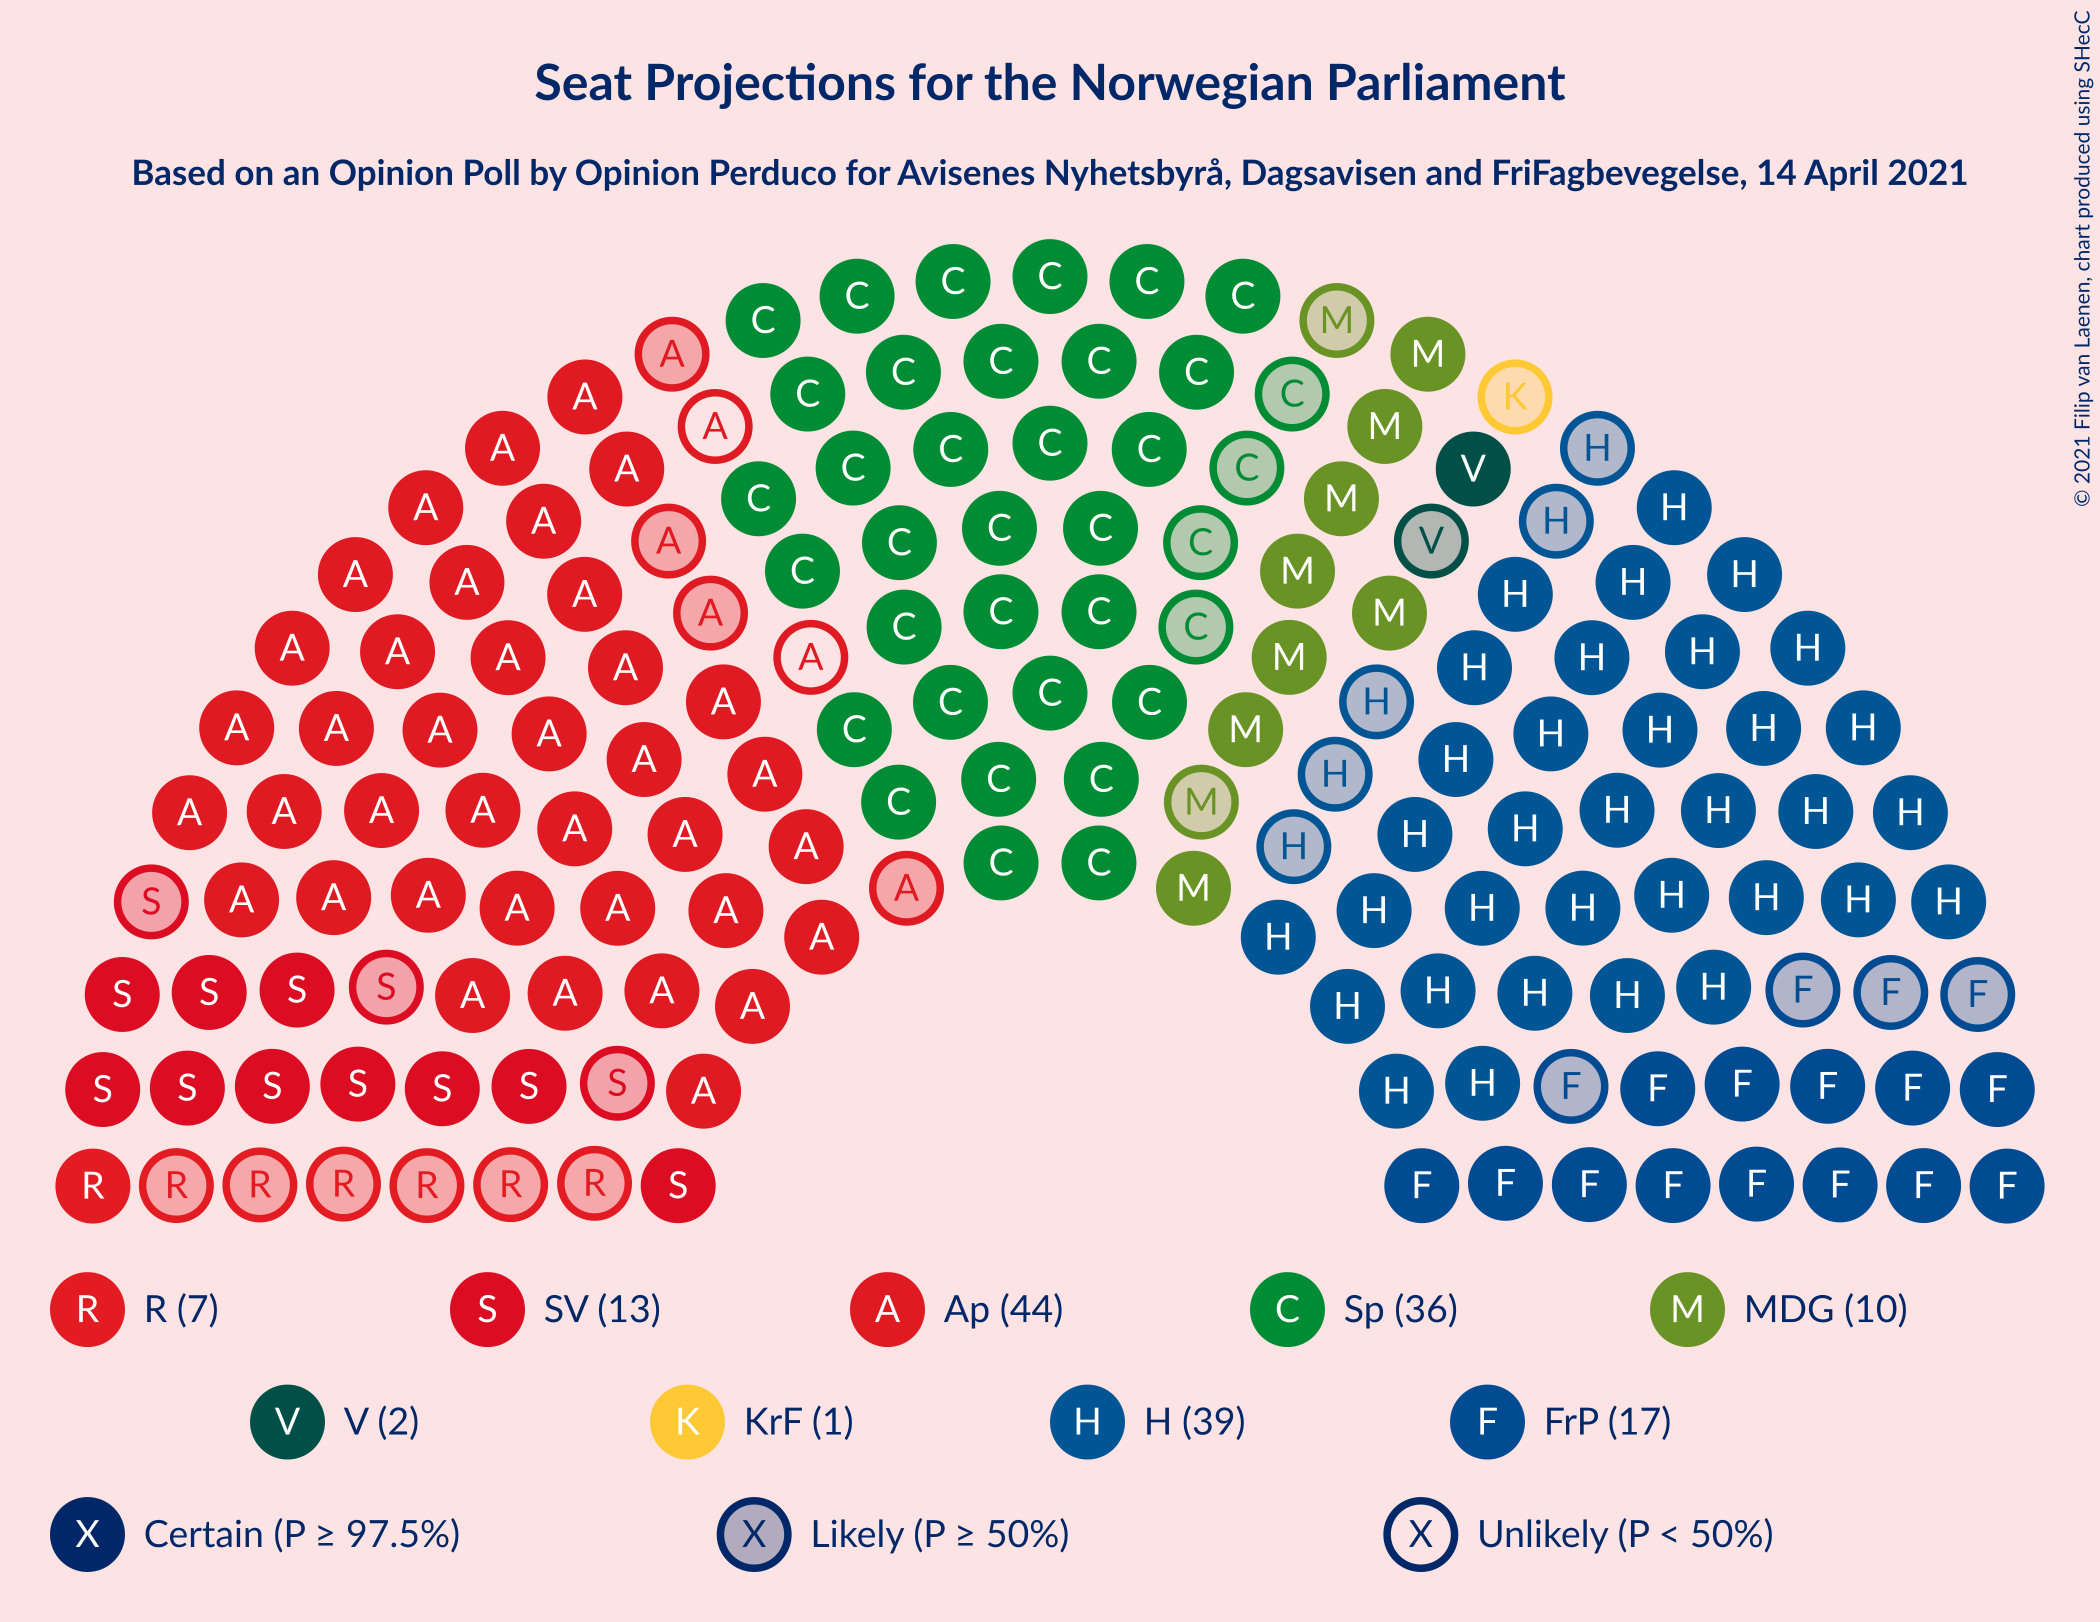 Seat Projections for the Norwegian Parliament
Based on an Opinion Poll by Opinion Perduco for Avisenes Nyhetsbyrå, Dagsavisen and FriFagbevegelse, 14 April 2021
© 2021 Filip van Laenen, chart produced using SHecC
C C C C C
C M
A C C C C M
A C C K
A A C C C M H
A C C V
A C M H
A A C C C C V H
A A A C M H H H
A C C C C M
A A A A A M H H H H
A C C C H
A A A A C M H H H H
A A C C H H
A A A A A A C M H H H H H H
A C C H
S A A A A A A A M H H H H H H H
A H
S S S S A A A A H H H H H F F F
S S S S S S S A H H F F F F F F
R R R R R R R S F F F F F F F F
R R (7) S SV (13) A Ap (44) C Sp (36) M MDG (10)
V V (2) K KrF (1) H H (39) F FrP (17)
X Certain (P ≥ 97.5%) X Likely (P ≥ 50%) X Unlikely (P < 50%)